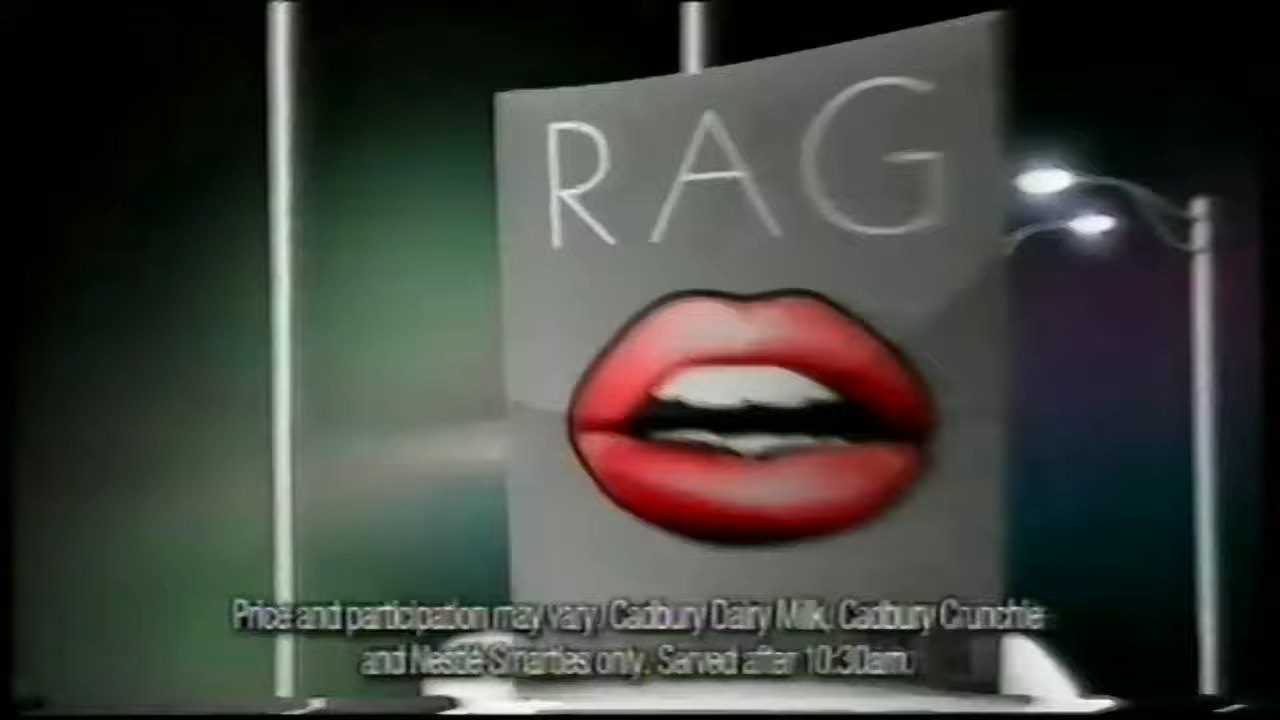 RAG
Price and participation may vary. Cadbury Dairy Milk, Cadbury Crunchie
and Nestlé Smarties only. Served after 10:30am.